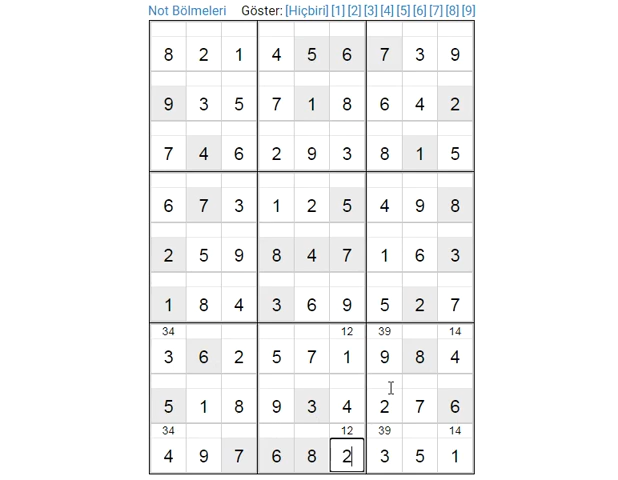 Not Bölmeleri Göster: [Hiçbiri] [1] [2] [3] [4] [5] [6] [7] [8] [9]
8 2 1 4 5 6 7 3 9
9 3 5 7 1 8 6 4 2
7 4 6 2 9 3 8 1 5
6 7 3 1 2 5 4 9 8
2 5 9 8 4 7 1 6 3
1 8 4 3 6 9 5 2 7
34 12 39 14
3 6 2 5 7 1 9 8 4
5 1 8 9 3 4 2 7 6
34 12 39 14
4 9 7 6 8 2 3 5 1